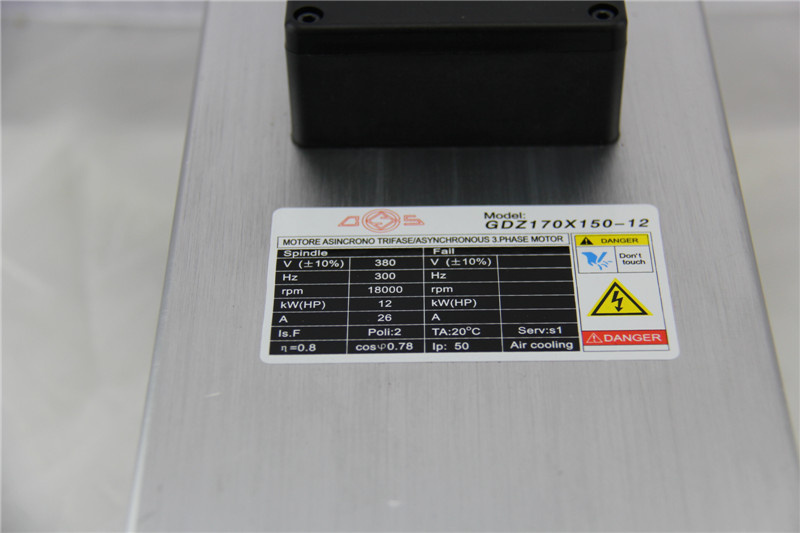 Model:
GDZ170X150-12
MOTORE ASINCRONO TRIFASE/ASYNCHRONOUS 3.PHASE MOTOR
Spindle Fall
V (±10%) 380 V (±10%)
Hz 300 Hz
rpm 18000 rpm
kW(HP) 12 kW(HP)
A 26 A
Is.F Poli:2 TA:20°C Serv:s1
η=0.8 cosφ0.78 Ip: 50 Air cooling
DANGER
Don't
touch
DANGER